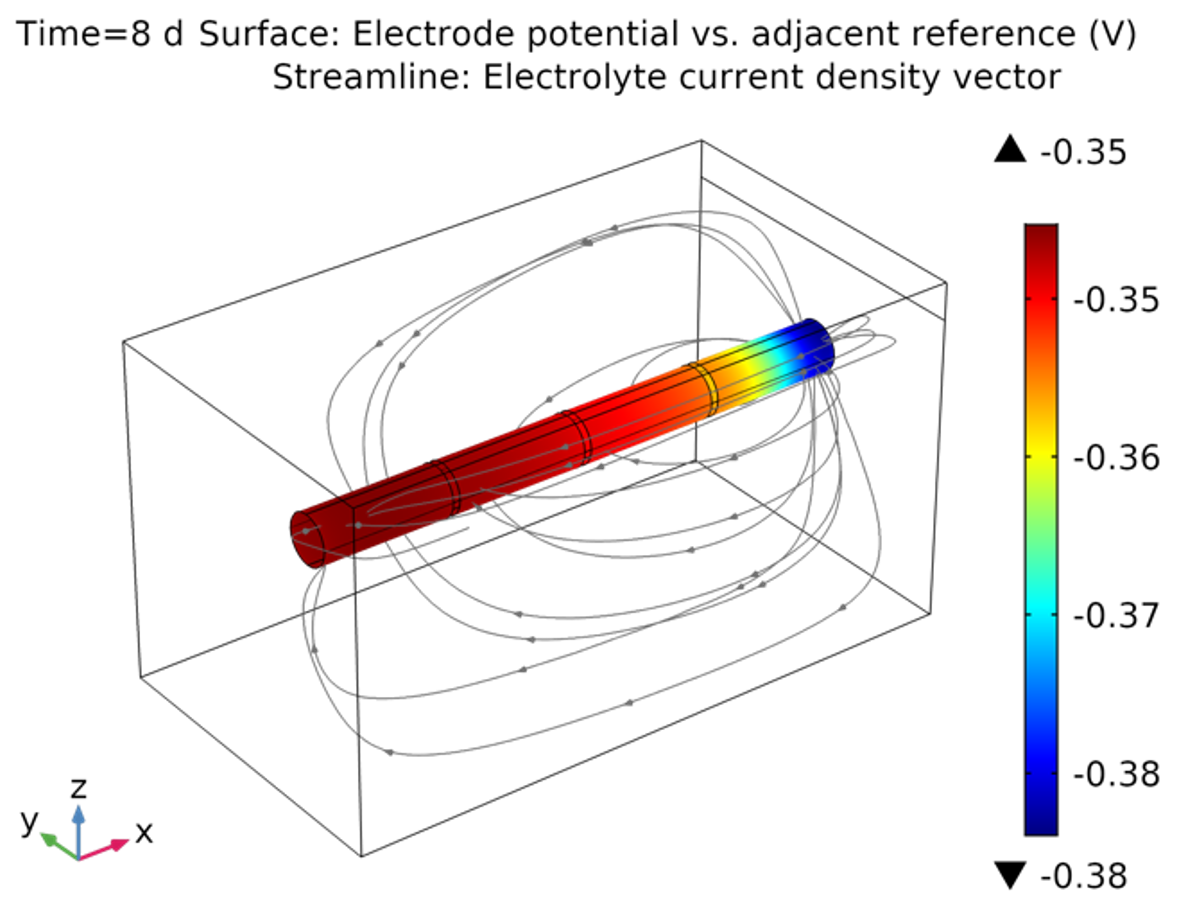 Time=8 d Surface: Electrode potential vs. adjacent reference (V)
Streamline: Electrolyte current density vector
▲ -0.35
-0.35
-0.36
-0.37
-0.38
▼ -0.38
z
y
x